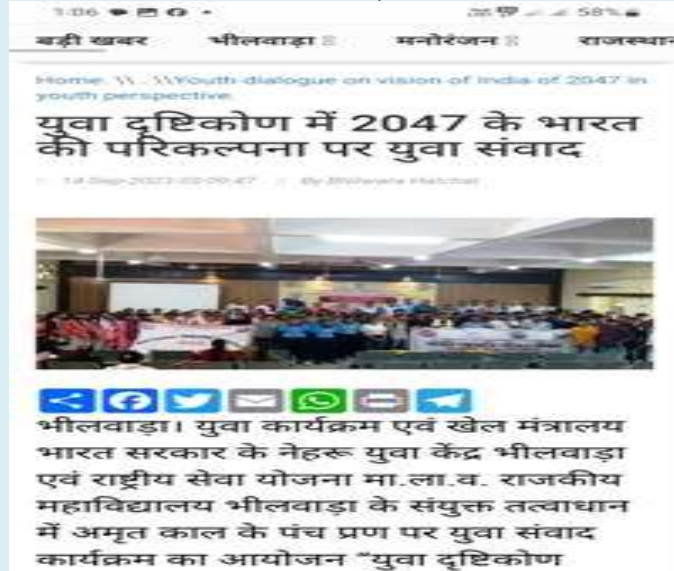 1:06 58%
बड़ी खबर भीलवाड़ा मनोरंजन राजस्थान
Home \\ . \\Youth dialogue on vision of India of 2047 in
youth perspective
युवा दृष्टिकोण में 2047 के भारत
की परिकल्पना पर युवा संवाद
By
भीलवाड़ा। युवा कार्यक्रम एवं खेल मंत्रालय
भारत सरकार के नेहरू युवा केंद्र भीलवाड़ा
एवं राष्ट्रीय सेवा योजना मा.ला.व. राजकीय
महाविद्यालय भीलवाड़ा के संयुक्त तत्वाधान
में अमृत काल के पंच प्रण पर युवा संवाद
कार्यक्रम का आयोजन "युवा दृष्टिकोण